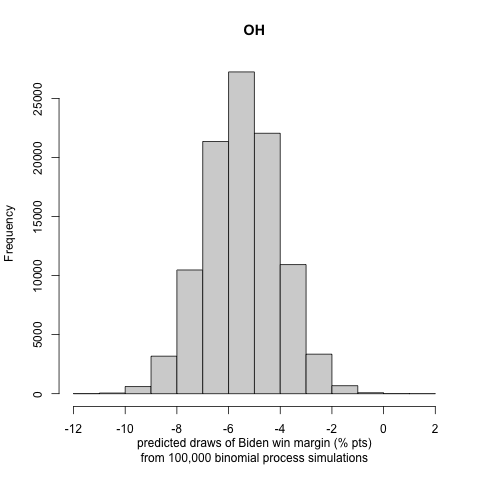 OH
Frequency
25000
20000
15000
10000
5000
0
-12 -10 -8 -6 -4 -2 0 2
predicted draws of Biden win margin (% pts)
from 100,000 binomial process simulations